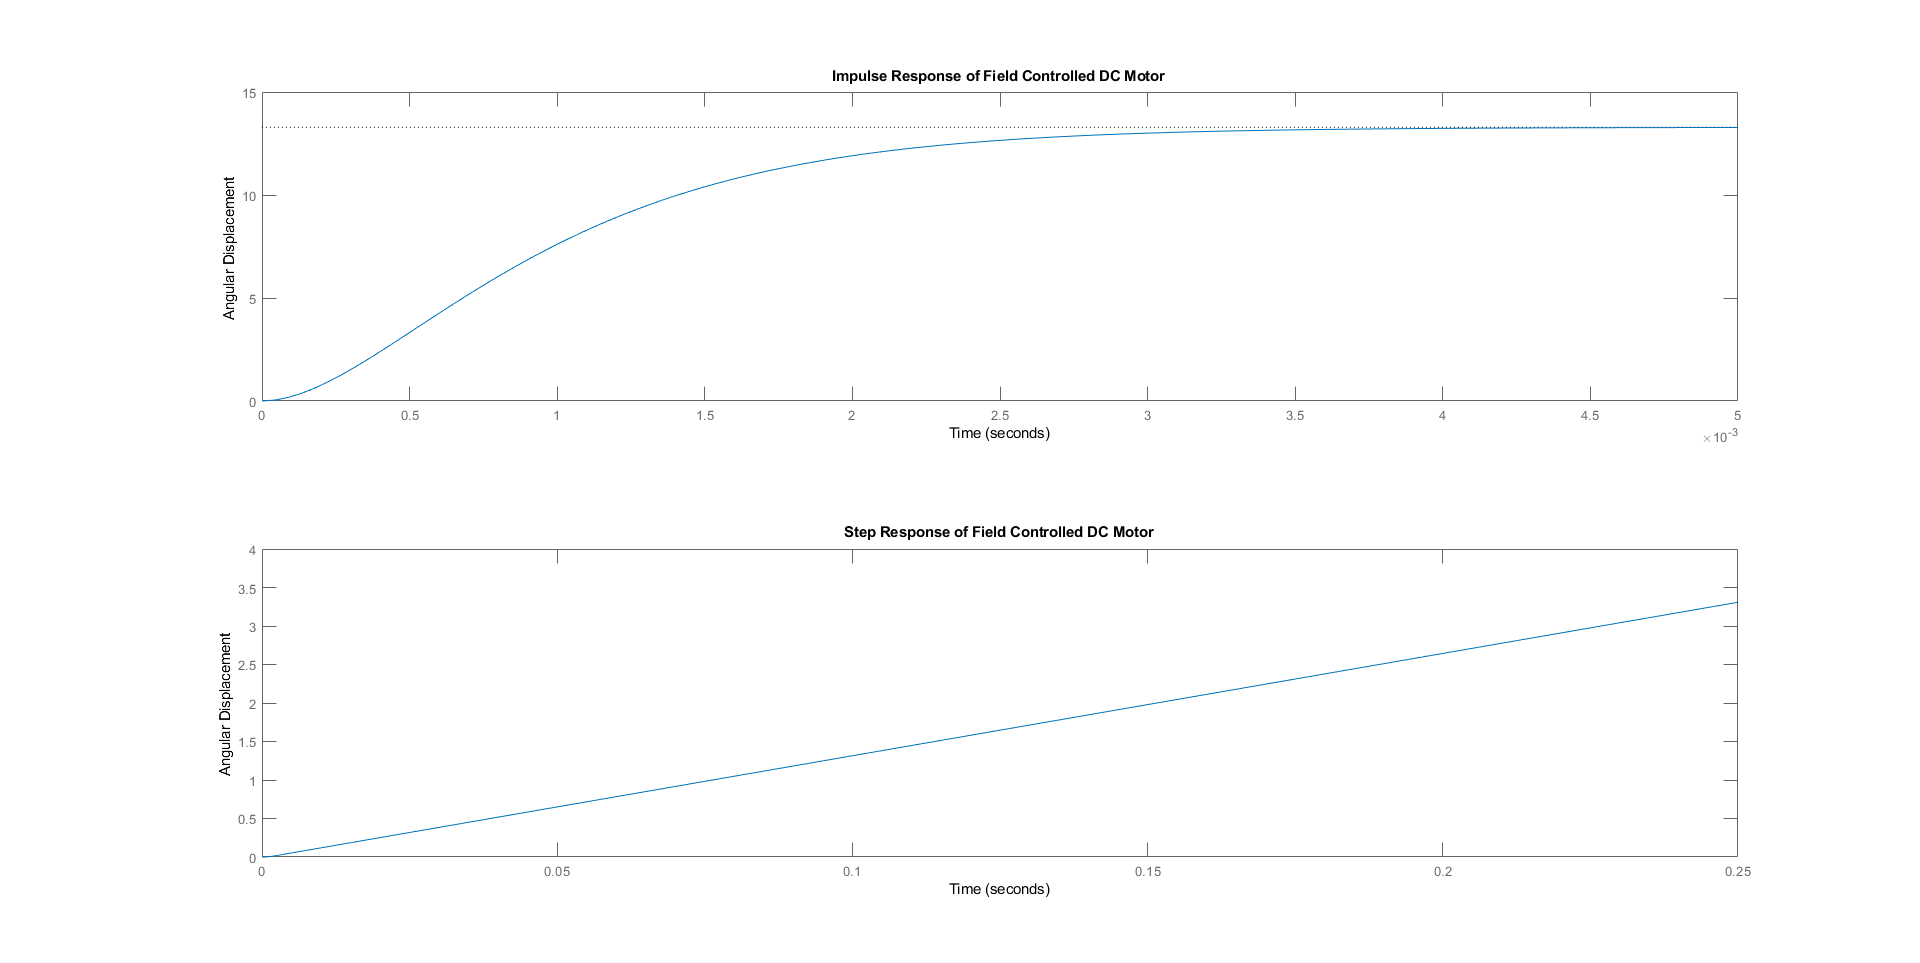 Impulse Response of Field Controlled DC Motor
15
10
5
0
Angular Displacement
0 0.5 1 1.5 2 2.5 3 3.5 4 4.5 5
Time (seconds)
×10^-3
Step Response of Field Controlled DC Motor
4
3.5
3
2.5
2
1.5
1
0.5
0
Angular Displacement
0 0.05 0.1 0.15 0.2 0.25
Time (seconds)